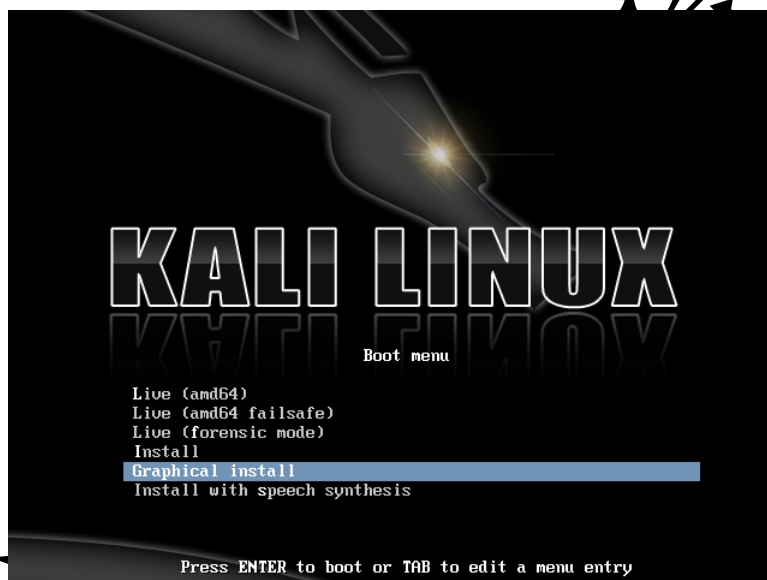 KALI LINUX
Boot menu
Live (amd64)
Live (amd64 failsafe)
Live (forensic mode)
Install
Graphical install
Install with speech synthesis
Press ENTER to boot or TAB to edit a menu entry